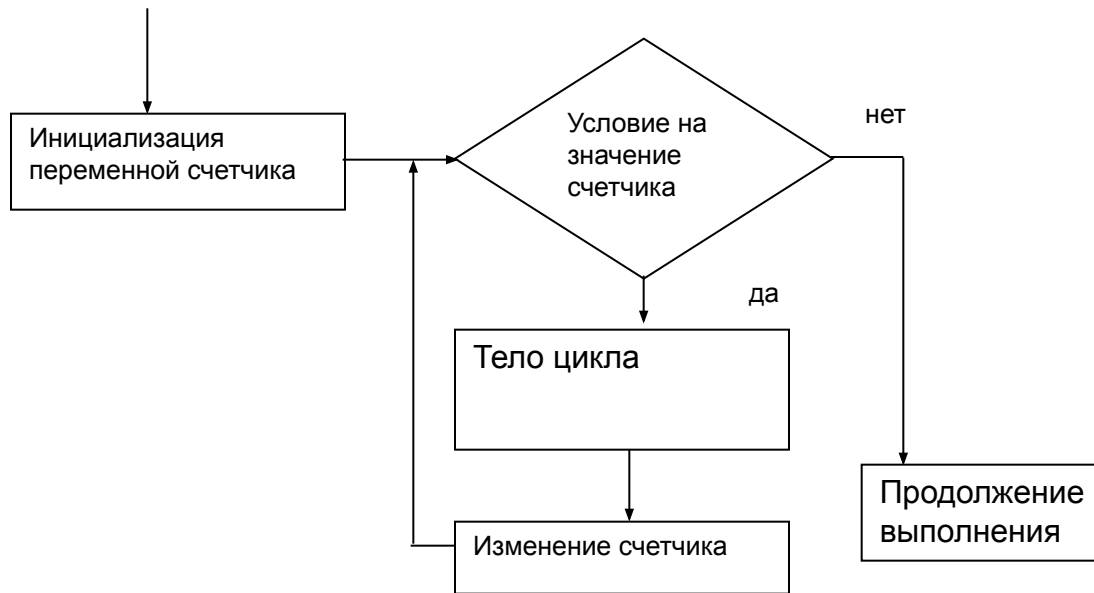 Инициализация
переменной счетчика
Условие на
значение
счетчика
нет
да
Тело цикла
Изменение счетчика
Продолжение
выполнения